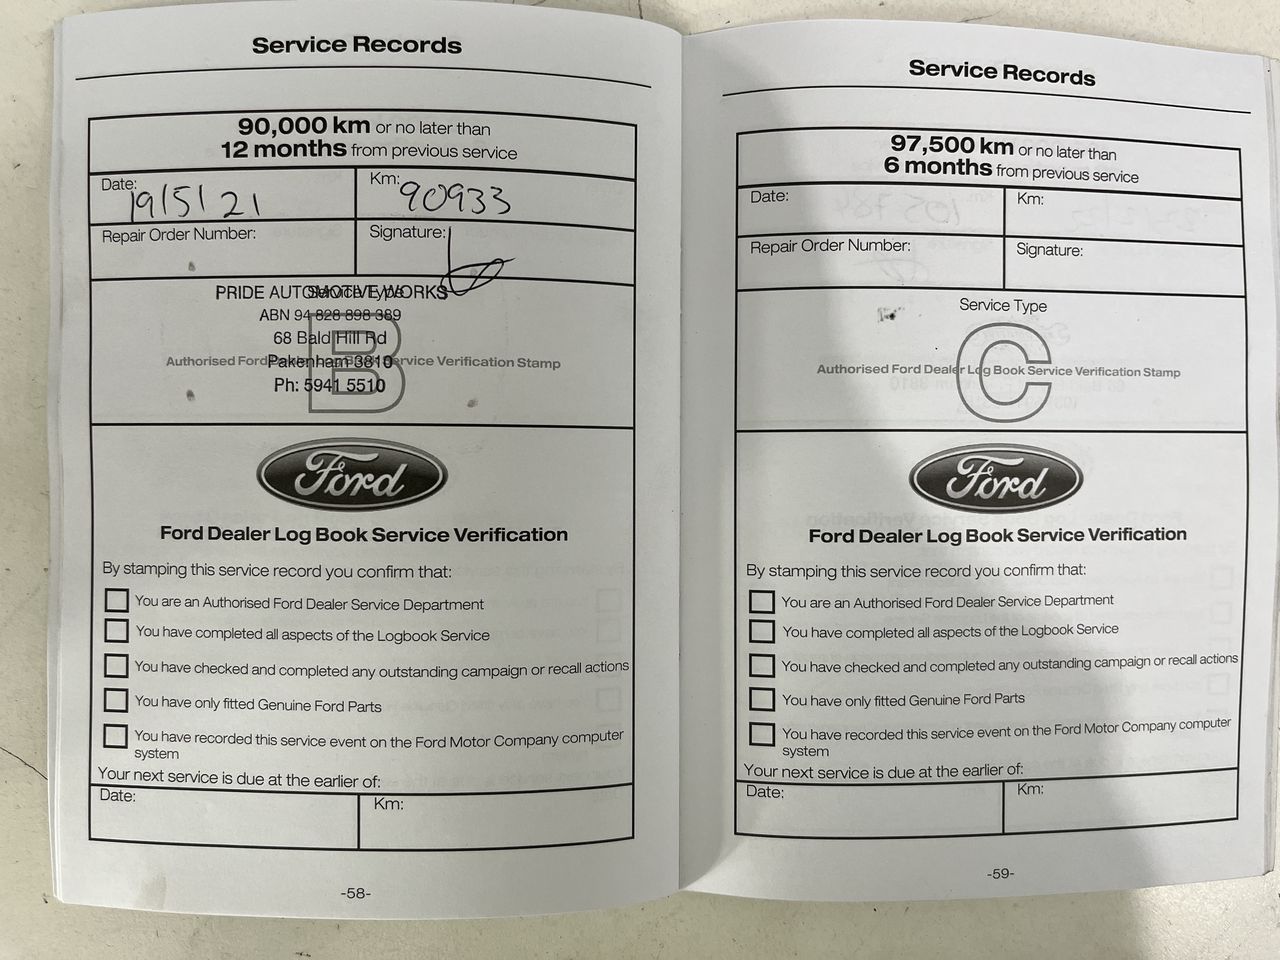 Service Records
90,000 km or no later than
12 months from previous service
Date: 19/5/21
Km: 90933
Repair Order Number:
Signature:
PRIDE AUTOMOTIVE WORKS
Service Type
ABN 94 828 898 389
68 Bald Hill Rd
B
Authorised Ford Dealer Log Book Service Verification Stamp
Pakenham 3810
Ph: 5941 5510
Ford
Ford Dealer Log Book Service Verification
By stamping this service record you confirm that:
You are an Authorised Ford Dealer Service Department
You have completed all aspects of the Logbook Service
You have checked and completed any outstanding campaign or recall actions
You have only fitted Genuine Ford Parts
You have recorded this service event on the Ford Motor Company computer
system
Your next service is due at the earlier of:
Date:
Km:
-58-
Service Records
97,500 km or no later than
6 months from previous service
Date:
Km:
Repair Order Number:
Signature:
Service Type
C
Authorised Ford Dealer Log Book Service Verification Stamp
Ford
Ford Dealer Log Book Service Verification
By stamping this service record you confirm that:
You are an Authorised Ford Dealer Service Department
You have completed all aspects of the Logbook Service
You have checked and completed any outstanding campaign or recall actions
You have only fitted Genuine Ford Parts
You have recorded this service event on the Ford Motor Company computer
system
Your next service is due at the earlier of:
Date:
Km:
-59-